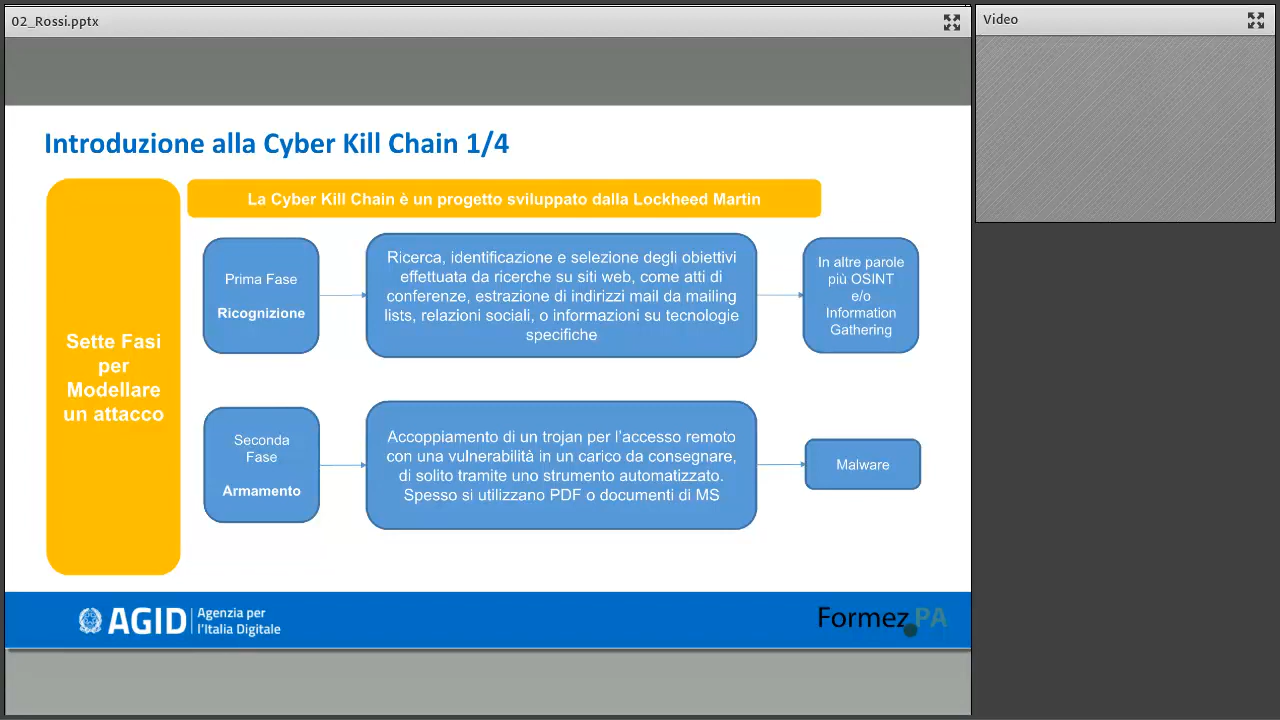 02_Rossi.pptx
Video
Introduzione alla Cyber Kill Chain 1/4
La Cyber Kill Chain è un progetto sviluppato dalla Lockheed Martin
Sette Fasi
per
Modellare
un attacco
Prima Fase
Ricognizione
Ricerca, identificazione e selezione degli obiettivi
effettuata da ricerche su siti web, come atti di
conferenze, estrazione di indirizzi mail da mailing
lists, relazioni sociali, o informazioni su tecnologie
specifiche
In altre parole
più OSINT
e/o
Information
Gathering
Seconda
Fase
Armamento
Accoppiamento di un trojan per l'accesso remoto
con una vulnerabilità in un carico da consegnare,
di solito tramite uno strumento automatizzato.
Spesso si utilizzano PDF o documenti di MS
Malware
AGID
Agenzia per
l'Italia Digitale
Formez PA